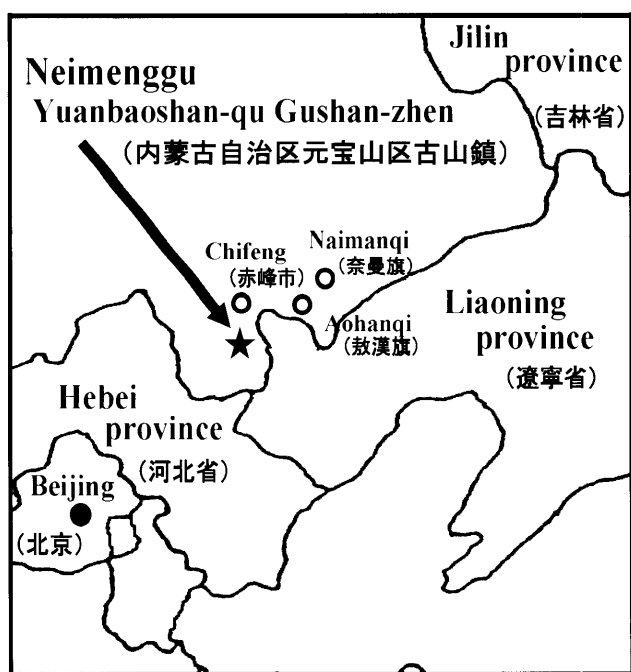 Jilin
province
(吉林省)
Neimenggu
Yuanbaoshan-qu Gushan-zhen
(内蒙古自治区元宝山区古山鎮)
Chifeng
(赤峰市)
Naimanqi
(奈曼旗)
Aohanqi
(敖漢旗)
Liaoning
province
(遼寧省)
Hebei
province
(河北省)
Beijing
(北京)